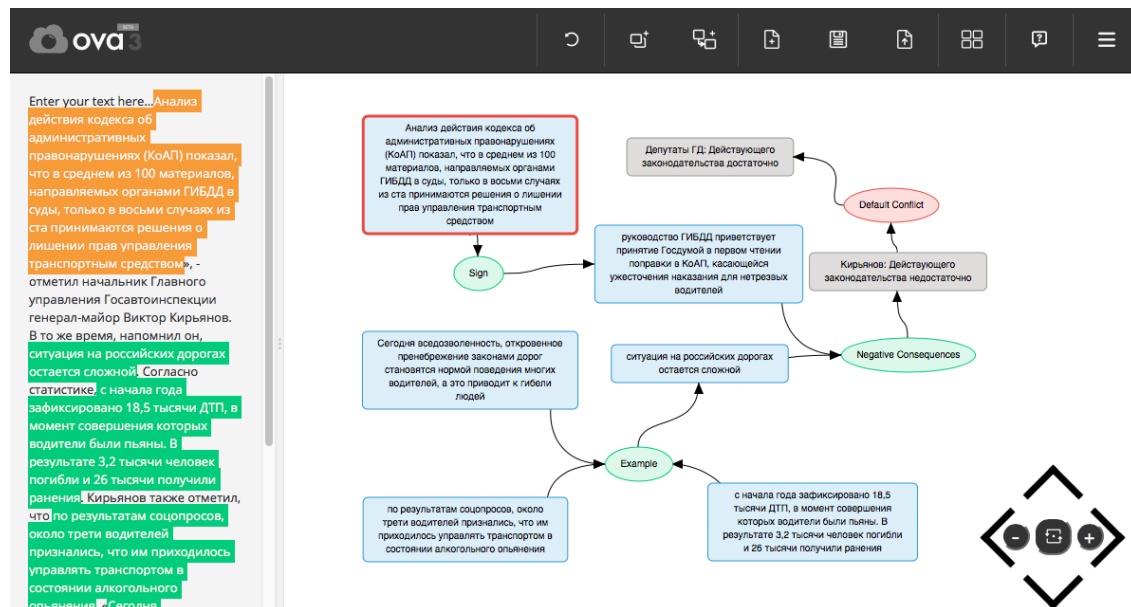 ova 3
BETA
Enter your text here...Анализ
действия кодекса об
административных
правонарушениях (КоАП) показал,
что в среднем из 100 материалов,
направляемых органами ГИБДД в
суды, только в восьми случаях из
ста принимаются решения о
лишении прав управления
транспортным средством», -
отметил начальник Главного
управления Госавтоинспекции
генерал-майор Виктор Кирьянов.
В то же время, напомнил он,
ситуация на российских дорогах
остается сложной. Согласно
статистике, с начала года
зафиксировано 18,5 тысячи ДТП, в
момент совершения которых
водители были пьяны. В
результате 3,2 тысячи человек
погибли и 26 тысячи получили
ранения. Кирьянов также отметил,
что по результатам соцопросов,
около трети водителей
признались, что им приходилось
управлять транспортом в
состоянии алкогольного
опьянения. «Сегодня
Анализ действия кодекса об
административных правонарушениях
(КоАП) показал, что в среднем из 100
материалов, направляемых органами
ГИБДД в суды, только в восьми случаях
из ста принимаются решения о лишении
прав управления транспортным
средством
Депутаты ГД: Действующего
законодательства достаточно
Default Conflict
Sign
руководство ГИБДД приветствует
принятие Госдумой в первом чтении
поправки в КоАП, касающейся
ужесточения наказания для нетрезвых
водителей
Кирьянов: Действующего
законодательства недостаточно
Сегодня вседозволенность, откровенное
пренебрежение законами дорог
становятся нормой поведения многих
водителей, а это приводит к гибели
людей
ситуация на российских дорогах
остается сложной
Negative Consequences
Example
по результатам соцопросов, около
трети водителей признались, что им
приходилось управлять транспортом в
состоянии алкогольного опьянения
с начала года зафиксировано 18,5
тысячи ДТП, в момент совершения
которых водители были пьяны. В
результате 3,2 тысячи человек погибли
и 26 тысячи получили ранения